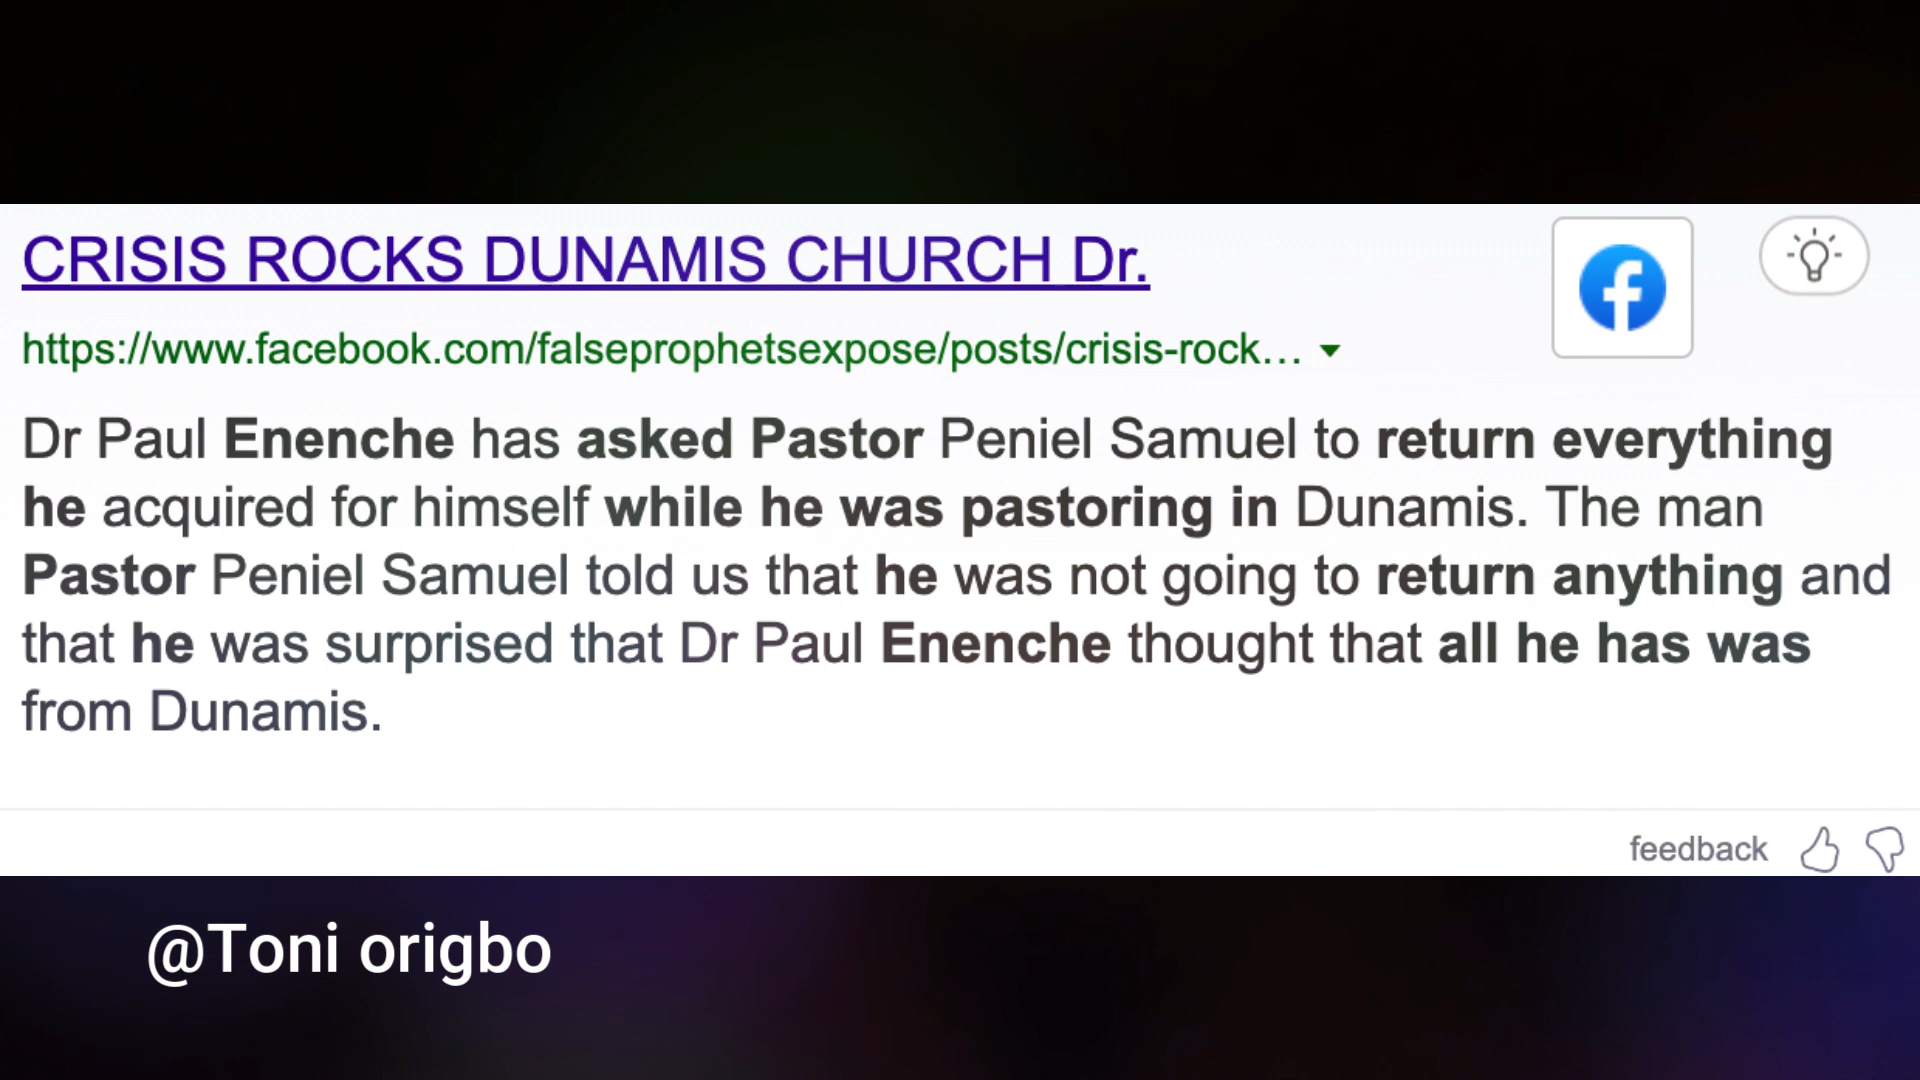 CRISIS ROCKS DUNAMIS CHURCH Dr.
https://www.facebook.com/falseprophetsexpose/posts/crisis-rock...
Dr Paul Enenche has asked Pastor Peniel Samuel to return everything
he acquired for himself while he was pastoring in Dunamis. The man
Pastor Peniel Samuel told us that he was not going to return anything and
that he was surprised that Dr Paul Enenche thought that all he has was
from Dunamis.
feedback
@Toni origbo